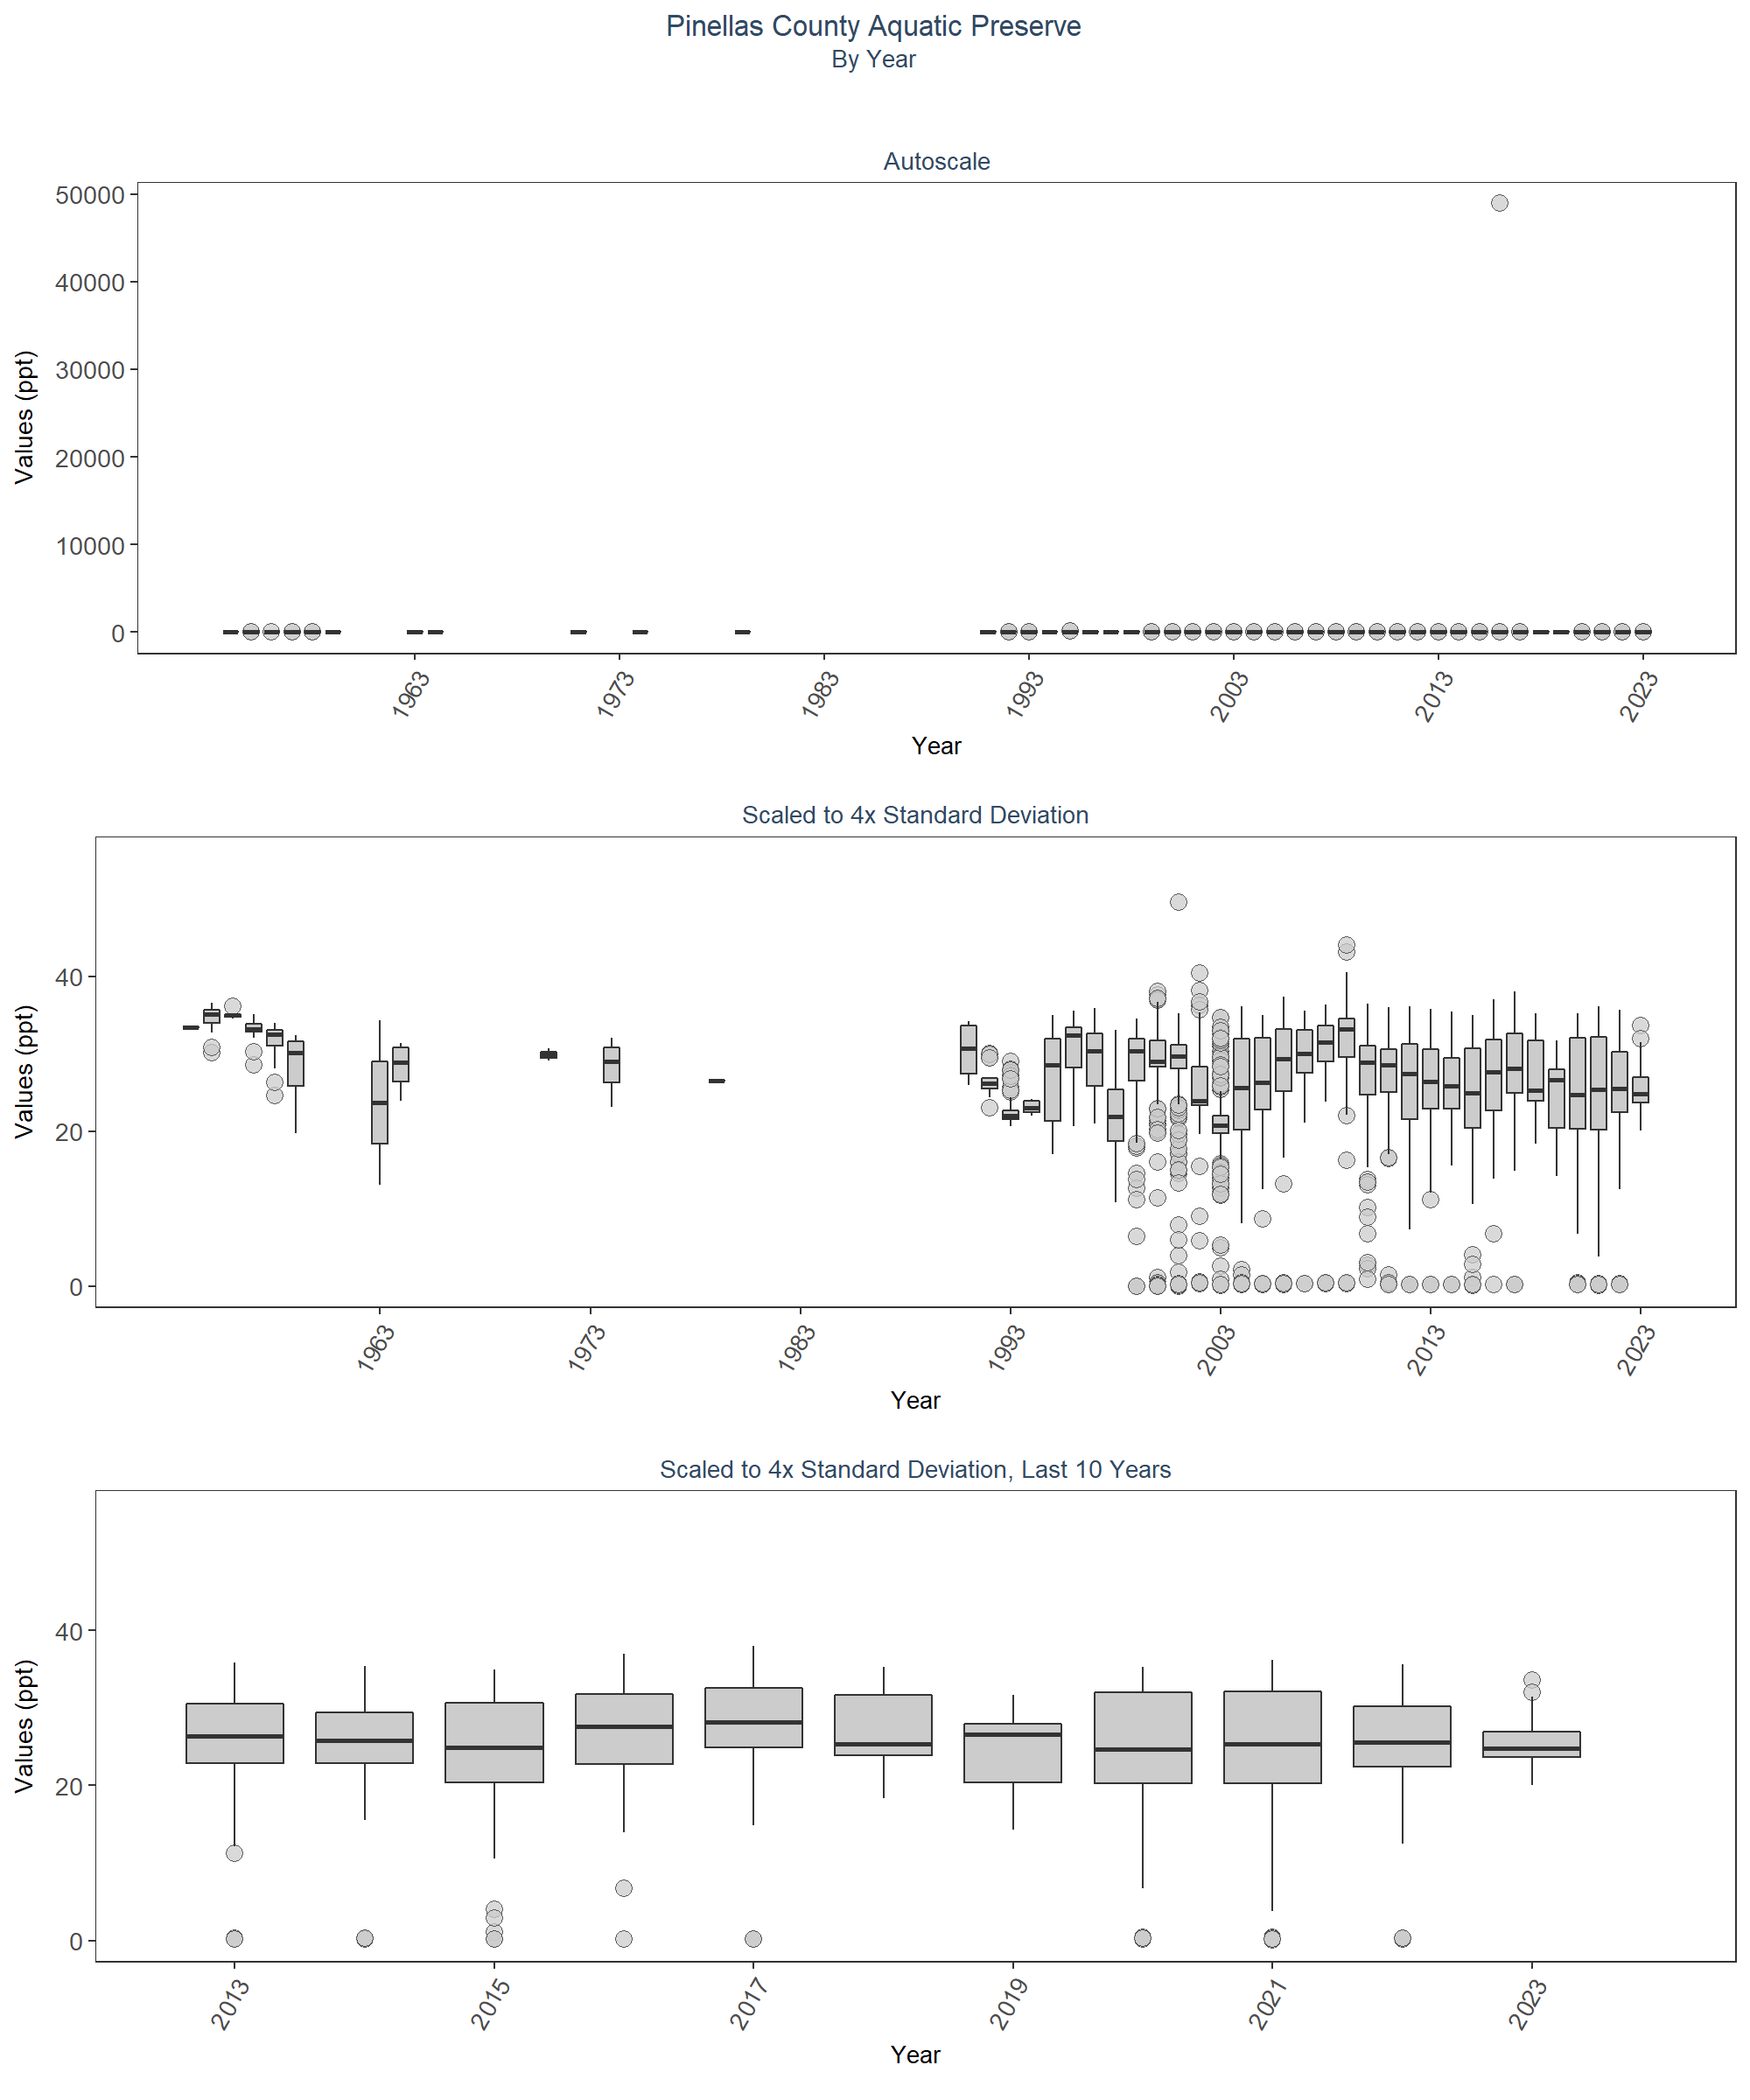 Pinellas County Aquatic Preserve
By Year
Autoscale
Values (ppt)
50000
40000
30000
20000
10000
0
1963
1973
1983
1993
2003
2013
2023
Year
Scaled to 4x Standard Deviation
Values (ppt)
40
20
0
1963
1973
1983
1993
2003
2013
2023
Year
Scaled to 4x Standard Deviation, Last 10 Years
Values (ppt)
40
20
0
2013
2015
2017
2019
2021
2023
Year